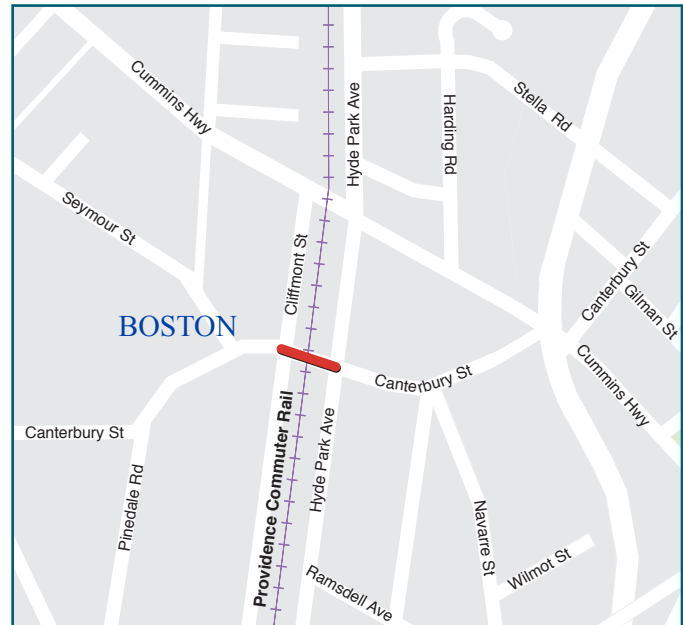 Cummins Hwy
Hyde Park Ave
Harding Rd
Stella Rd
Seymour St
Cliffmont St
Canterbury St
Gilman St
BOSTON
Cummins Hwy
Canterbury St
Canterbury St
Providence Commuter Rail
Hyde Park Ave
Pinedale Rd
Navarre St
Wilmot St
Ramsdell Ave